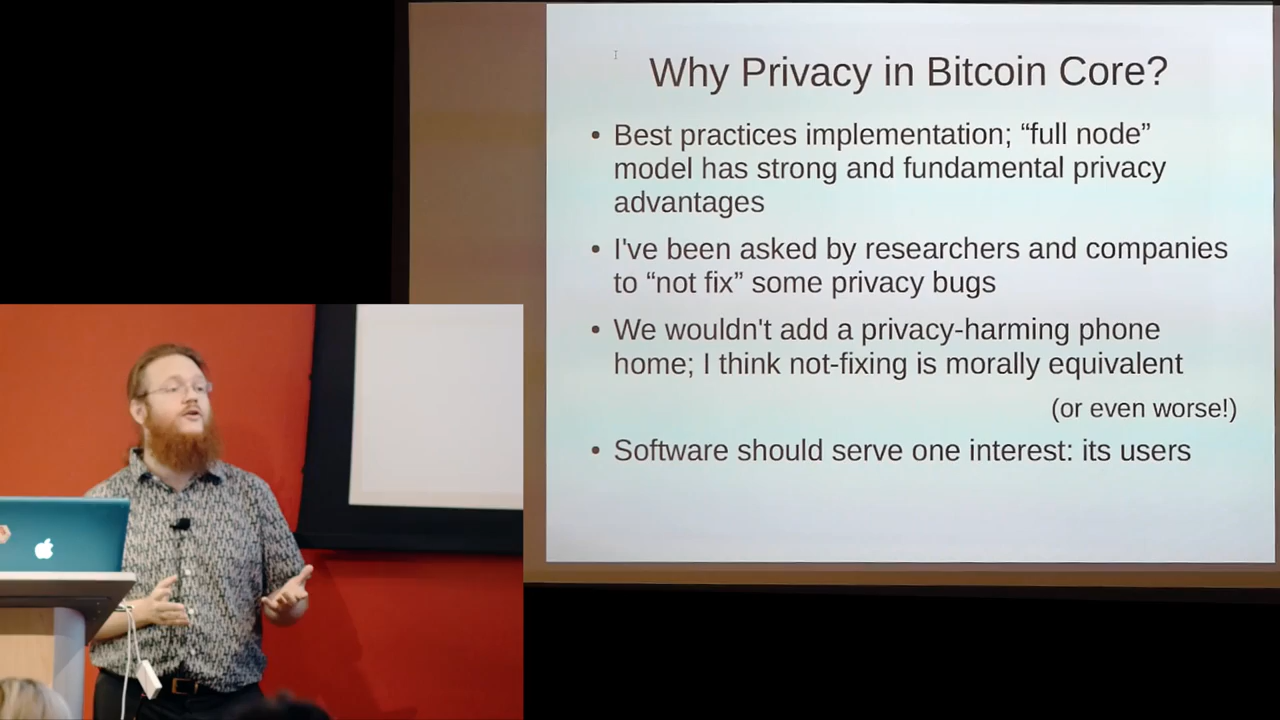 Why Privacy in Bitcoin Core?
• Best practices implementation; “full node”
model has strong and fundamental privacy
advantages
• I've been asked by researchers and companies
to “not fix” some privacy bugs
• We wouldn't add a privacy-harming phone
home; I think not-fixing is morally equivalent
(or even worse!)
• Software should serve one interest: its users